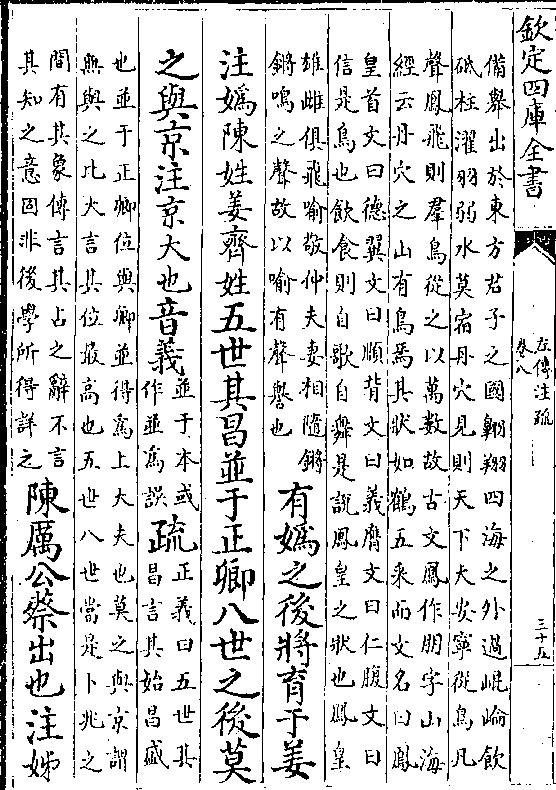 欽定四庫全書
左傳注疏
卷八
三十五
備舉出於東方君子之國翺翔四海之外過崐崘飲
砥柱濯羽弱水莫宿丹穴見則天下大安寧從鳥凡
聲鳳飛則羣鳥從之以萬數故古文鳳作朋字山海
經云丹穴之山有鳥焉其狀如鶴五采而文名曰鳳
皇首文曰德翼文曰順背文曰義膺文曰仁腹文曰
信是鳥也飲食則自歌自舞是說鳳皇之狀也鳳皇
雄雌俱飛喻敬仲夫妻相隨鏘
鏘鳴之聲故以喻有聲譽也
有媯之後將育于姜
注媯陳姓姜齊姓五世其昌並于正卿八世之後莫
之與京注京大也音義
並于本或
作並為誤
疏
正義曰五世其
昌言其始昌盛
也並于正卿位與卿並得為上大夫也莫之與京謂
無與之比大言其位最高也五世八世當是卜兆之
間有其象傳言其占之辭不言
其知之意固非後學所得詳之
陳厲公蔡出也注姊